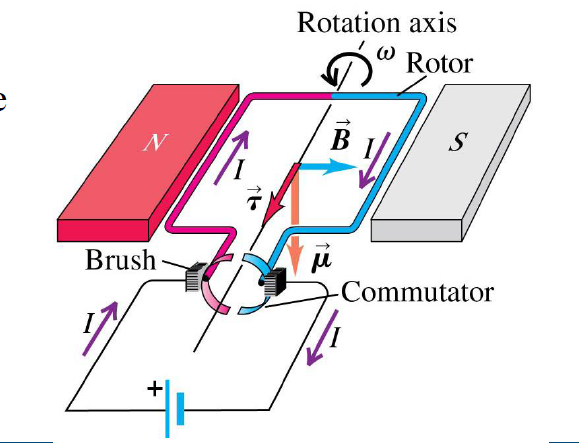 Rotation axis
ω
Rotor
e
N
B⃗
I
S
I
τ⃗
Brush
μ⃗
Commutator
I
I
+